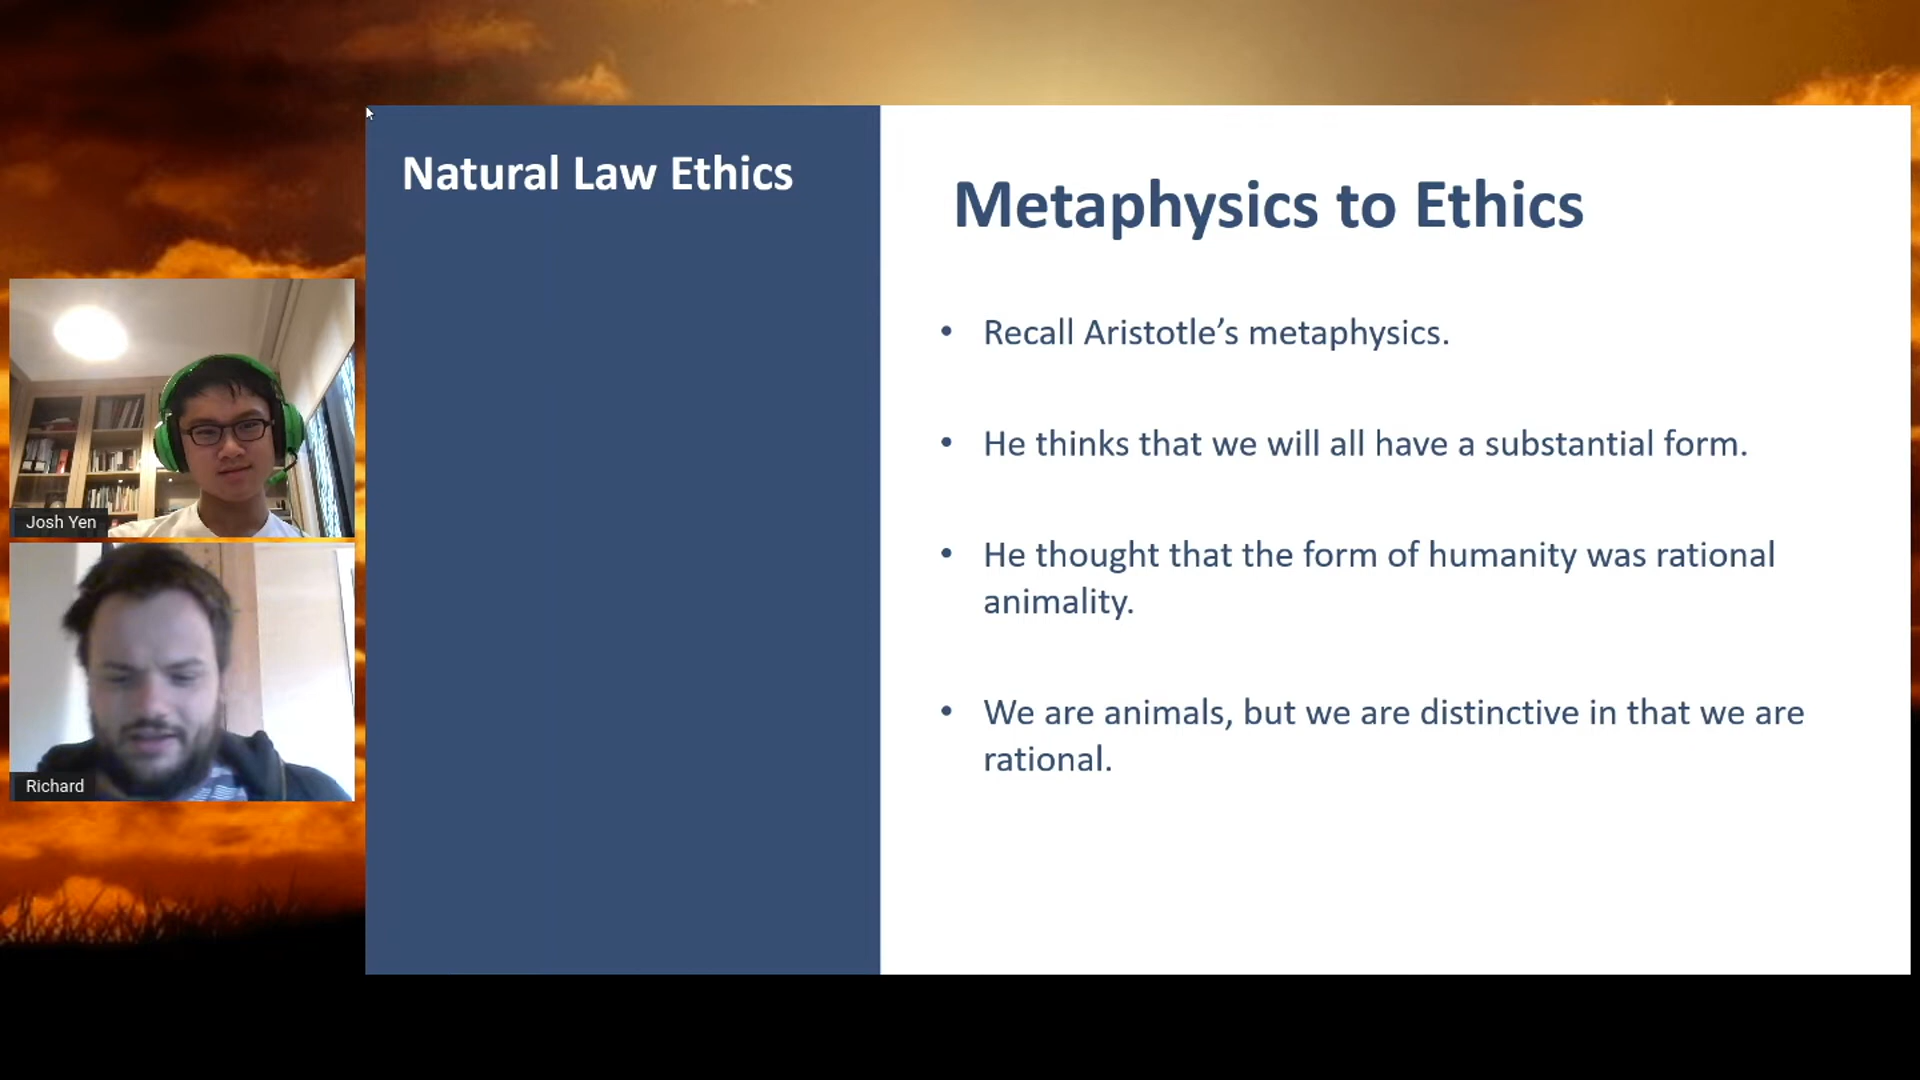 Natural Law Ethics
Metaphysics to Ethics
• Recall Aristotle’s metaphysics.
• He thinks that we will all have a substantial form.
• He thought that the form of humanity was rational
animality.
• We are animals, but we are distinctive in that we are
rational.
Josh Yen
Richard